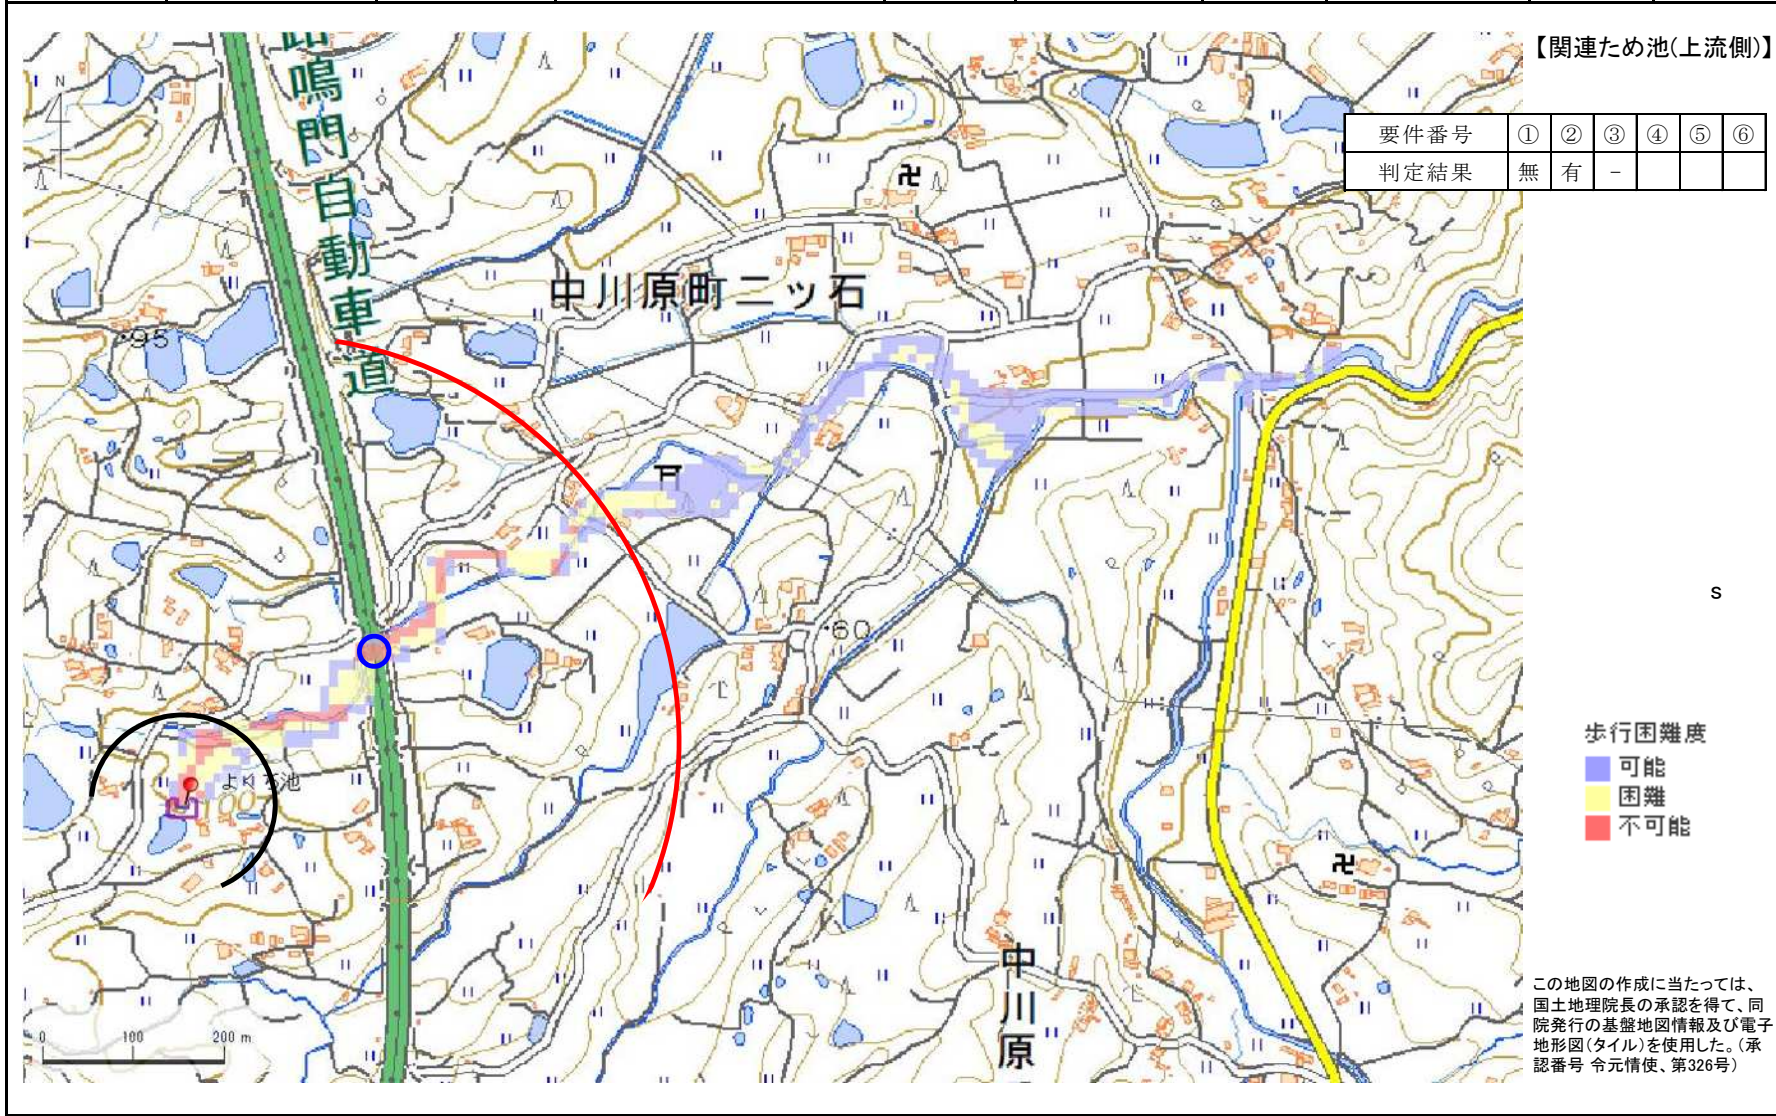 【関連ため池(上流側)】
要件番号 ① ② ③ ④ ⑤ ⑥
判定結果 無 有 -
N
路鳴門自動車道
中川原町二ッ石
・95
・60
池
中川原
s
歩行困難度
可能
困難
不可能
0 100 200 m
この地図の作成に当たっては、
国土地理院長の承認を得て、同
院発行の基盤地図情報及び電子
地形図(タイル)を使用した。(承
認番号 令元情使、第326号)